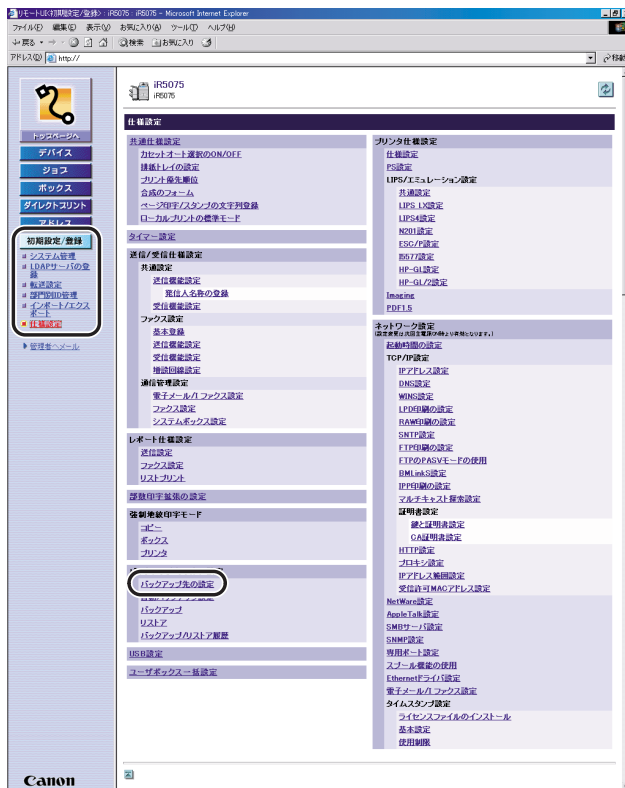 リモートUI<初期設定/登録> : iR5075 : iR5075 - Microsoft Internet Explorer
ファイル(F) 編集(E) 表示(V) お気に入り(A) ツール(T) ヘルプ(H)
戻る 検索 お気に入り
アドレス(D) http:// 移動
トップページへ
デバイス
ジョブ
ボックス
ダイレクトプリント
アドレス
初期設定/登録
システム管理
LDAPサーバの登
録
転送設定
部門別ID管理
インポート/エクス
ポート
仕様設定
管理者へメール
Canon
iR5075
iR5075
仕様設定
共通仕様設定
カセットオート選択のON/OFF
排紙トレイの設定
プリント優先順位
合成のフォーム
ページ印字/スタンプの文字列登録
ローカルプリントの標準モード
タイマー設定
送信/受信仕様設定
共通設定
送信機能設定
発信人名称の登録
受信機能設定
ファクス設定
基本登録
送信機能設定
受信機能設定
増設回線設定
通信管理設定
電子メール/I ファクス設定
ファクス設定
システムボックス設定
レポート仕様設定
送信設定
ファクス設定
リストプリント
部数印字拡張の設定
強制地紋印字モード
コピー
ボックス
プリンタ
バックアップ先の設定
自動バックアップ設定
バックアップ
リストア
バックアップ/リストア履歴
USB設定
ユーザボックス一括設定
プリンタ仕様設定
仕様設定
PS設定
LIPS/エミュレーション設定
共通設定
LIPS LX設定
LIPS4設定
N201設定
ESC/P設定
I5577設定
HP-GL設定
HP-GL/2設定
Imaging
PDF1.5
ネットワーク設定
(設定変更は次回主電源ON時より有効となります。)
起動時間の設定
TCP/IP設定
IPアドレス設定
DNS設定
WINS設定
LPD印刷の設定
RAW印刷の設定
SNTP設定
FTP印刷の設定
FTPのPASVモードの使用
BMLinkS設定
IPP印刷の設定
マルチキャスト探索設定
証明書設定
鍵と証明書設定
CA証明書設定
HTTP設定
プロキシ設定
IPアドレス範囲設定
受信許可MACアドレス設定
NetWare設定
AppleTalk設定
SMBサーバ設定
SNMP設定
専用ポート設定
スプール機能の使用
Ethernetドライバ設定
電子メール/I ファクス設定
タイムスタンプ設定
ライセンスファイルのインストール
基本設定
使用制限